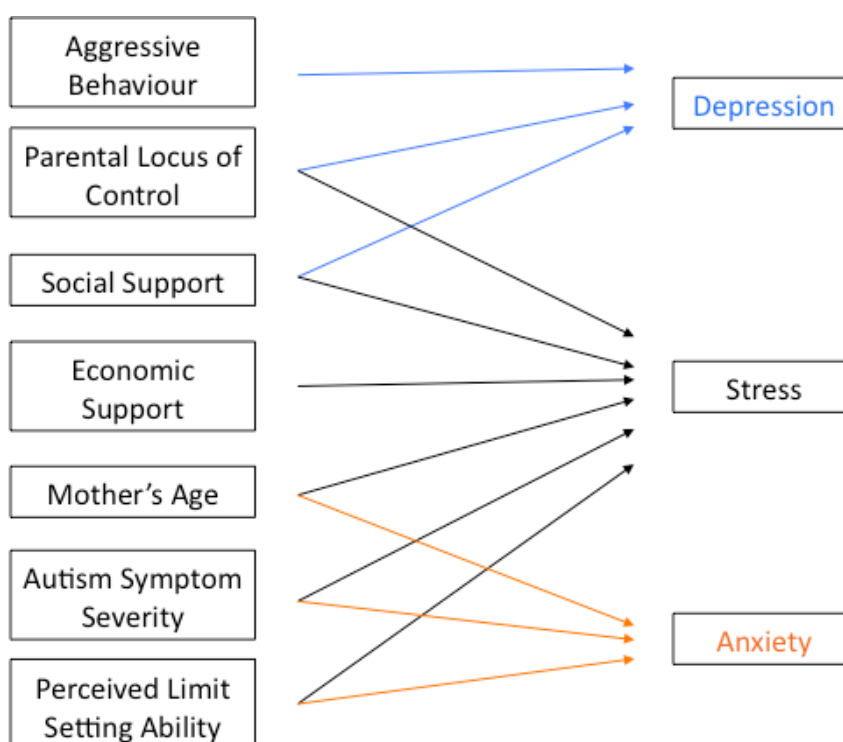 Aggressive
Behaviour
Depression
Parental Locus of
Control
Social Support
Economic
Support
Stress
Mother's Age
Autism Symptom
Severity
Anxiety
Perceived Limit
Setting Ability